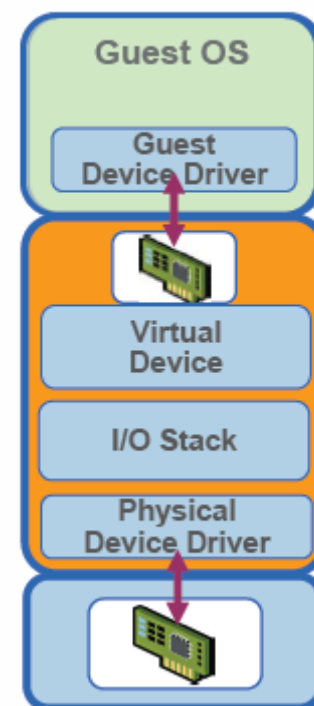 Guest OS
Guest
Device Driver
Virtual
Device
I/O Stack
Physical
Device Driver